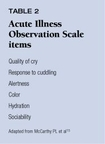 TABLE 2
Acute Illness
Observation Scale
items
Quality of cry
Response to cuddling
Alertness
Color
Hydration
Sociability
Adapted from McCarthy PL et al